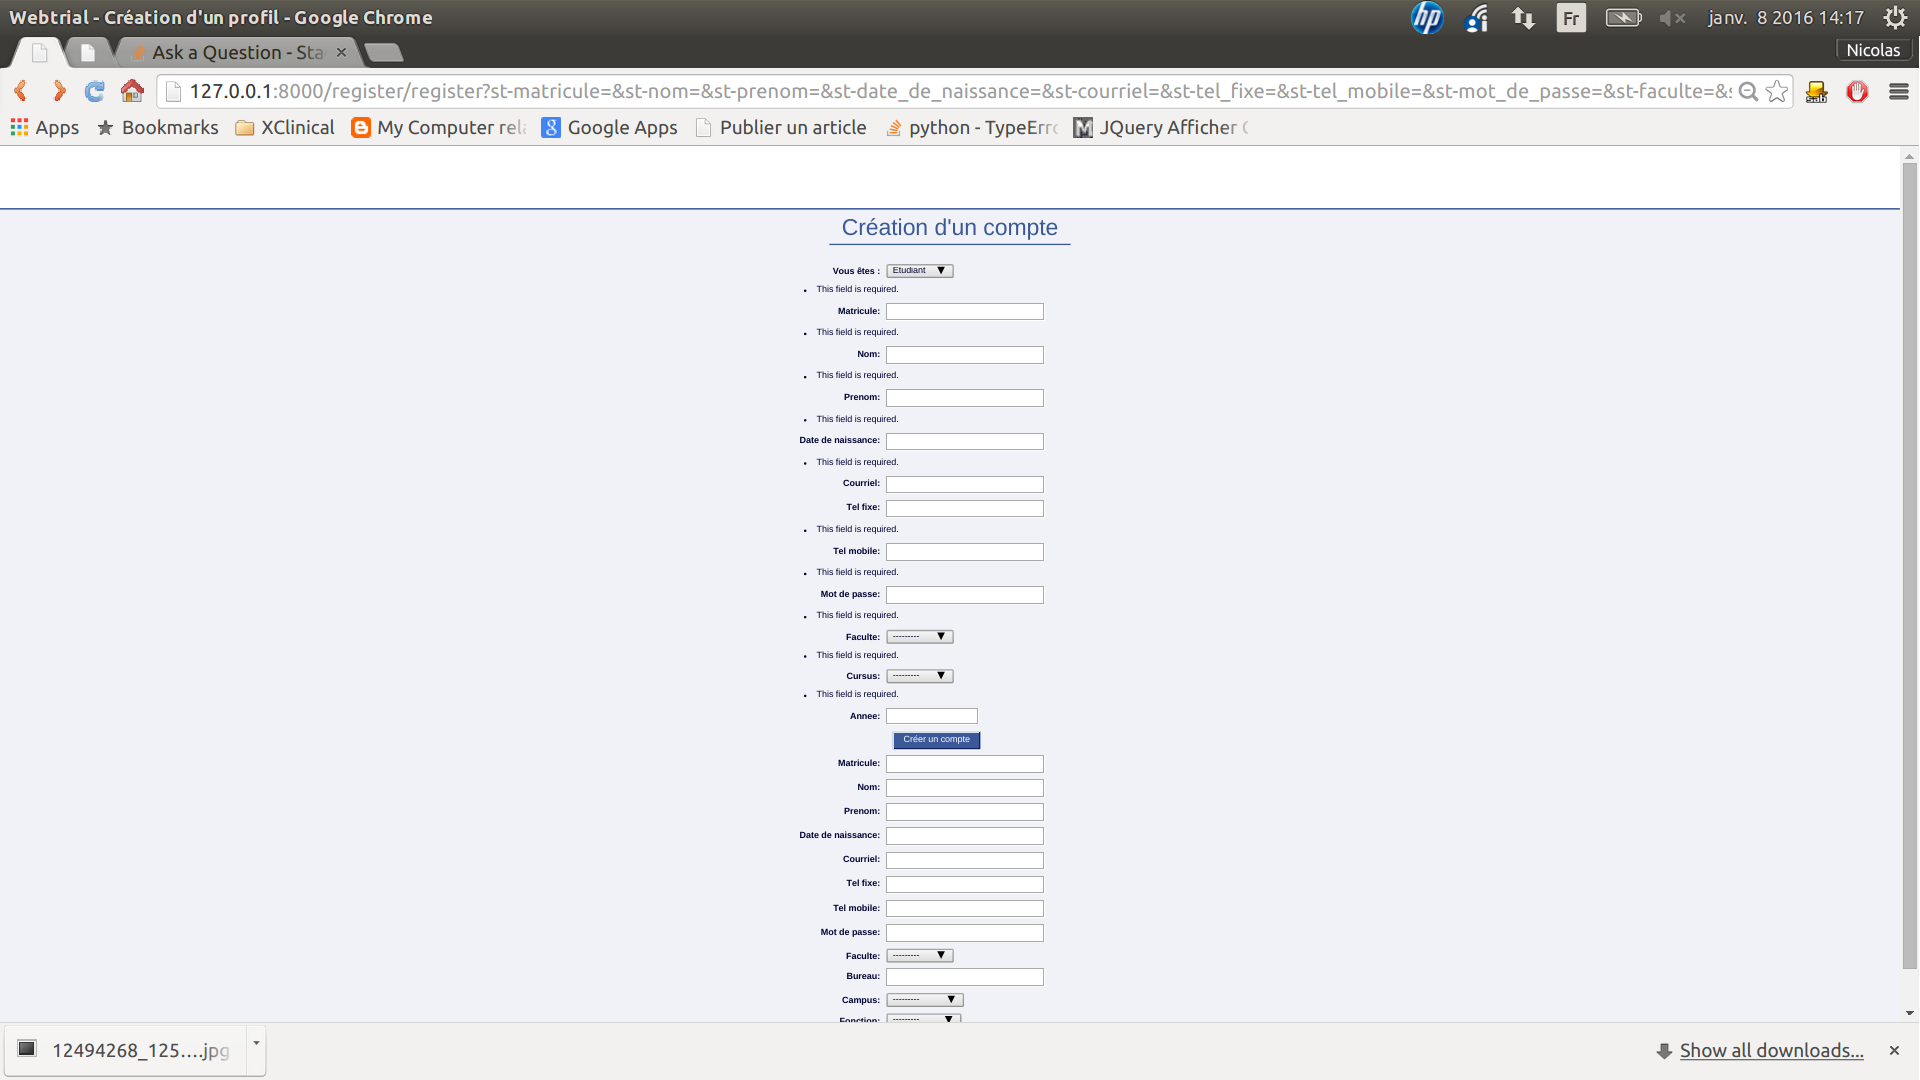 Webtrial - Création d'un profil - Google Chrome
Fr
janv. 8 2016 14:17
Ask a Question - Sta
Nicolas
127.0.0.1:8000/register/register?st-matricule=&st-nom=&st-prenom=&st-date_de_naissance=&st-courriel=&st-tel_fixe=&st-tel_mobile=&st-mot_de_passe=&st-faculte=&
Apps Bookmarks XClinical My Computer rel Google Apps Publier un article python - TypeErr JQuery Afficher
Création d'un compte
Vous êtes : Etudiant
• This field is required.
Matricule:
• This field is required.
Nom:
• This field is required.
Prenom:
• This field is required.
Date de naissance:
• This field is required.
Courriel:
Tel fixe:
• This field is required.
Tel mobile:
• This field is required.
Mot de passe:
• This field is required.
Faculte: ---------
• This field is required.
Cursus: ---------
• This field is required.
Annee:
Créer un compte
Matricule:
Nom:
Prenom:
Date de naissance:
Courriel:
Tel fixe:
Tel mobile:
Mot de passe:
Faculte: ---------
Bureau:
Campus: ---------
Fonction: ---------
12494268_125....jpg
Show all downloads...